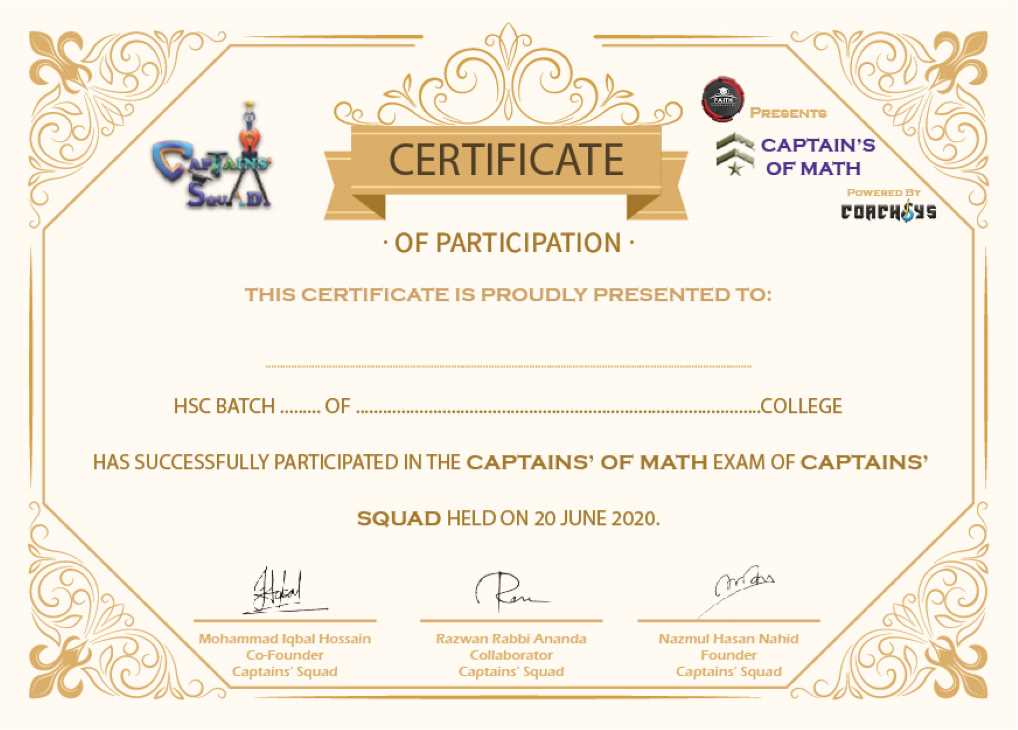 CAPTAINS
SQUAD
CERTIFICATE
· OF PARTICIPATION ·
FAITH
PRESENTS
CAPTAIN'S
OF MATH
POWERED BY
COACHSYS
THIS CERTIFICATE IS PROUDLY PRESENTED TO:
HSC BATCH ......... OF ..........................................................................................COLLEGE
HAS SUCCESSFULLY PARTICIPATED IN THE CAPTAINS' OF MATH EXAM OF CAPTAINS'
SQUAD HELD ON 20 JUNE 2020.
Mohammad Iqbal Hossain
Co-Founder
Captains' Squad
Razwan Rabbi Ananda
Collaborator
Captains' Squad
Nazmul Hasan Nahid
Founder
Captains' Squad